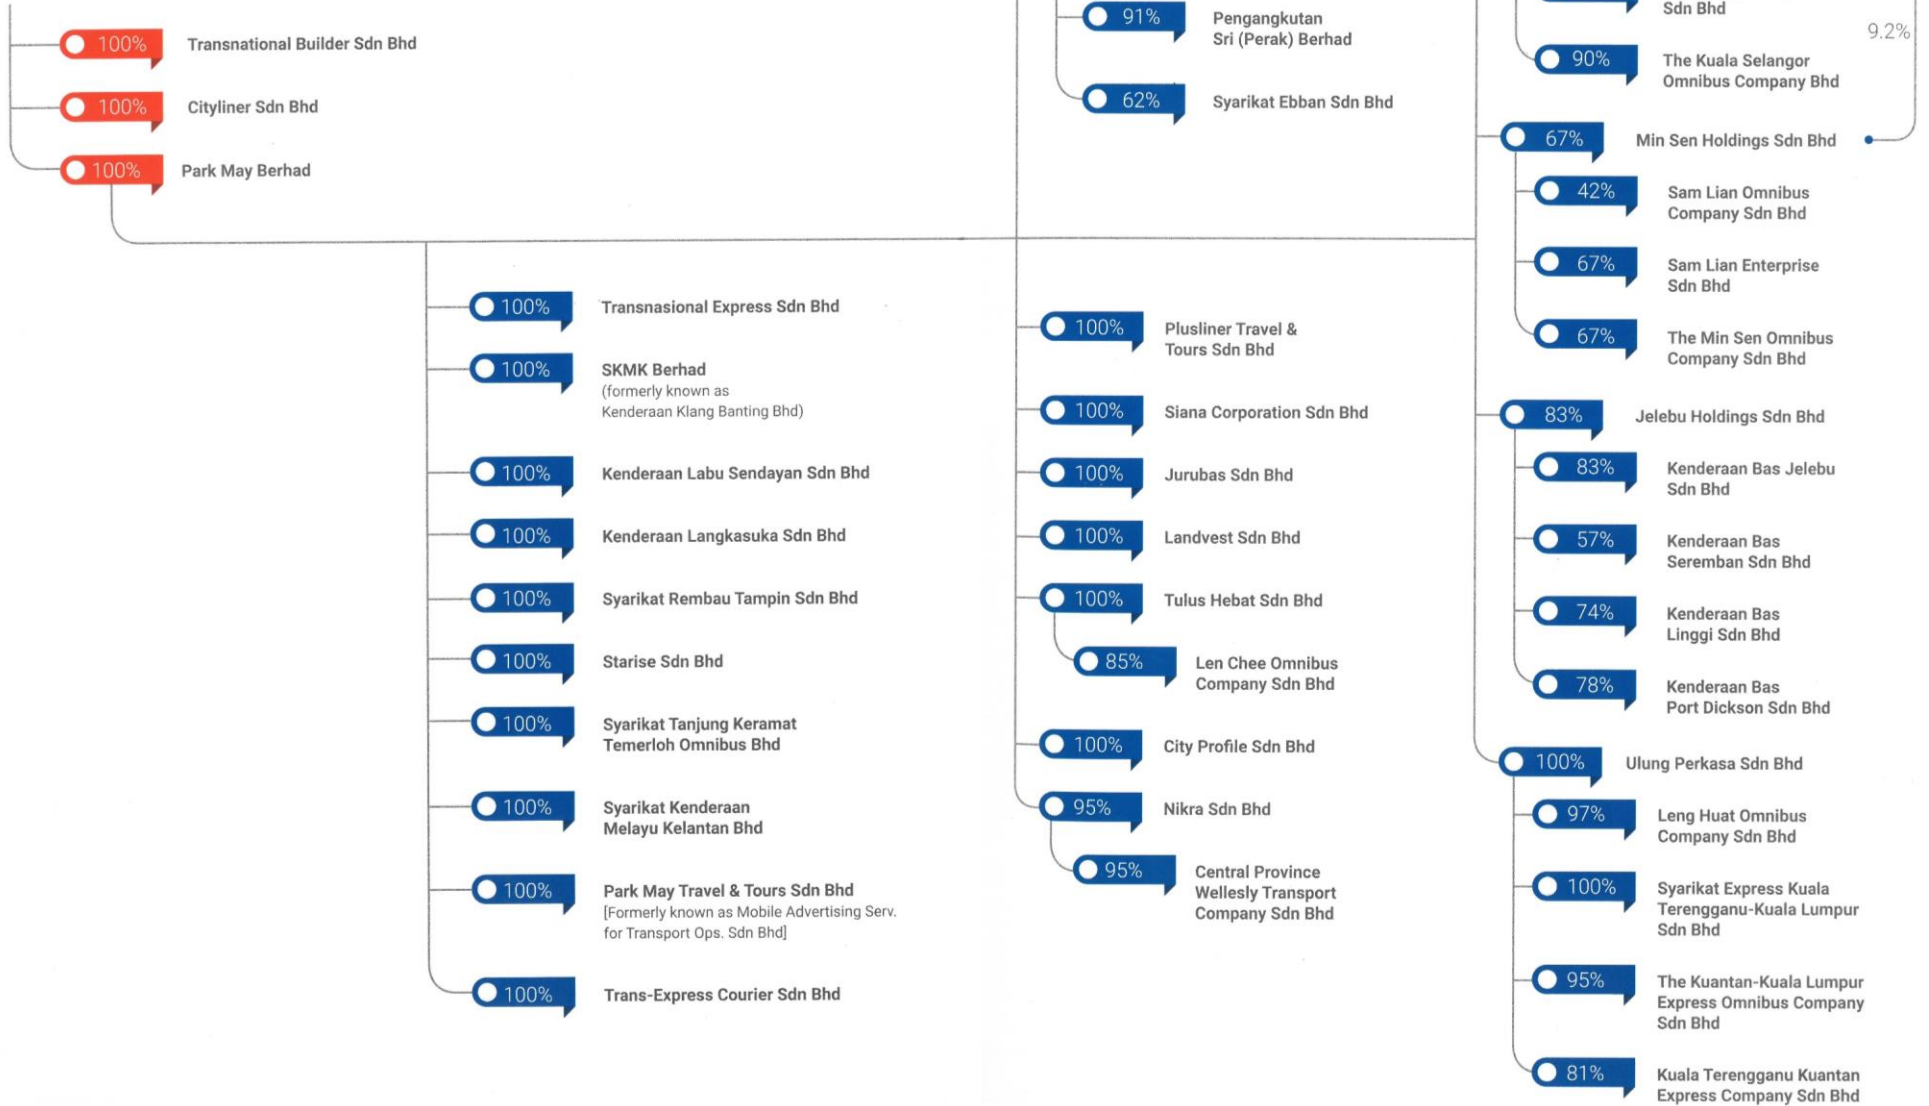 100% Transnational Builder Sdn Bhd
100% Cityliner Sdn Bhd
100% Park May Berhad
100% Transnasional Express Sdn Bhd
100% SKMK Berhad
(formerly known as
Kenderaan Klang Banting Bhd)
100% Kenderaan Labu Sendayan Sdn Bhd
100% Kenderaan Langkasuka Sdn Bhd
100% Syarikat Rembau Tampin Sdn Bhd
100% Starise Sdn Bhd
100% Syarikat Tanjung Keramat
Temerloh Omnibus Bhd
100% Syarikat Kenderaan
Melayu Kelantan Bhd
100% Park May Travel & Tours Sdn Bhd
[Formerly known as Mobile Advertising Serv.
for Transport Ops. Sdn Bhd]
100% Trans-Express Courier Sdn Bhd
91% Pengangkutan
Sri (Perak) Berhad
62% Syarikat Ebban Sdn Bhd
100% Plusliner Travel &
Tours Sdn Bhd
100% Siana Corporation Sdn Bhd
100% Jurubas Sdn Bhd
100% Landvest Sdn Bhd
100% Tulus Hebat Sdn Bhd
85% Len Chee Omnibus
Company Sdn Bhd
100% City Profile Sdn Bhd
95% Nikra Sdn Bhd
95% Central Province
Wellesly Transport
Company Sdn Bhd
Sdn Bhd
9.2%
90% The Kuala Selangor
Omnibus Company Bhd
67% Min Sen Holdings Sdn Bhd
42% Sam Lian Omnibus
Company Sdn Bhd
67% Sam Lian Enterprise
Sdn Bhd
67% The Min Sen Omnibus
Company Sdn Bhd
83% Jelebu Holdings Sdn Bhd
83% Kenderaan Bas Jelebu
Sdn Bhd
57% Kenderaan Bas
Seremban Sdn Bhd
74% Kenderaan Bas
Linggi Sdn Bhd
78% Kenderaan Bas
Port Dickson Sdn Bhd
100% Ulung Perkasa Sdn Bhd
97% Leng Huat Omnibus
Company Sdn Bhd
100% Syarikat Express Kuala
Terengganu-Kuala Lumpur
Sdn Bhd
95% The Kuantan-Kuala Lumpur
Express Omnibus Company
Sdn Bhd
81% Kuala Terengganu Kuantan
Express Company Sdn Bhd